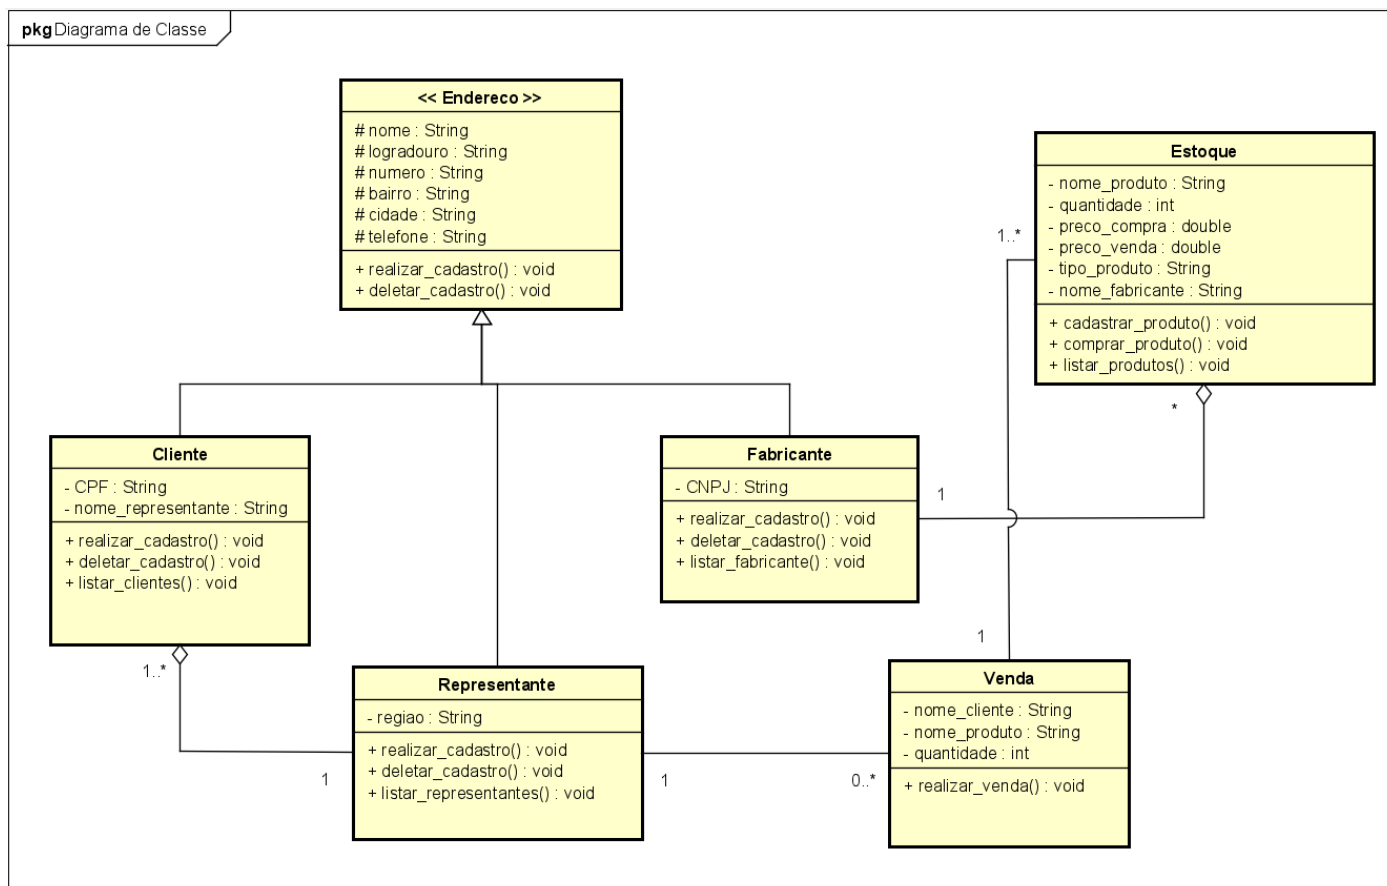 pkg Diagrama de Classe
<< Endereco >>
# nome : String
# logradouro : String
# numero : String
# bairro : String
# cidade : String
# telefone : String
+ realizar_cadastro() : void
+ deletar_cadastro() : void
Estoque
- nome_produto : String
- quantidade : int
- preco_compra : double
- preco_venda : double
- tipo_produto : String
- nome_fabricante : String
+ cadastrar_produto() : void
+ comprar_produto() : void
+ listar_produtos() : void
1..*
*
Cliente
- CPF : String
- nome_representante : String
+ realizar_cadastro() : void
+ deletar_cadastro() : void
+ listar_clientes() : void
Fabricante
- CNPJ : String
+ realizar_cadastro() : void
+ deletar_cadastro() : void
+ listar_fabricante() : void
1
1
1..*
Representante
- regiao : String
+ realizar_cadastro() : void
+ deletar_cadastro() : void
+ listar_representantes() : void
Venda
- nome_cliente : String
- nome_produto : String
- quantidade : int
+ realizar_venda() : void
1
1
0..*